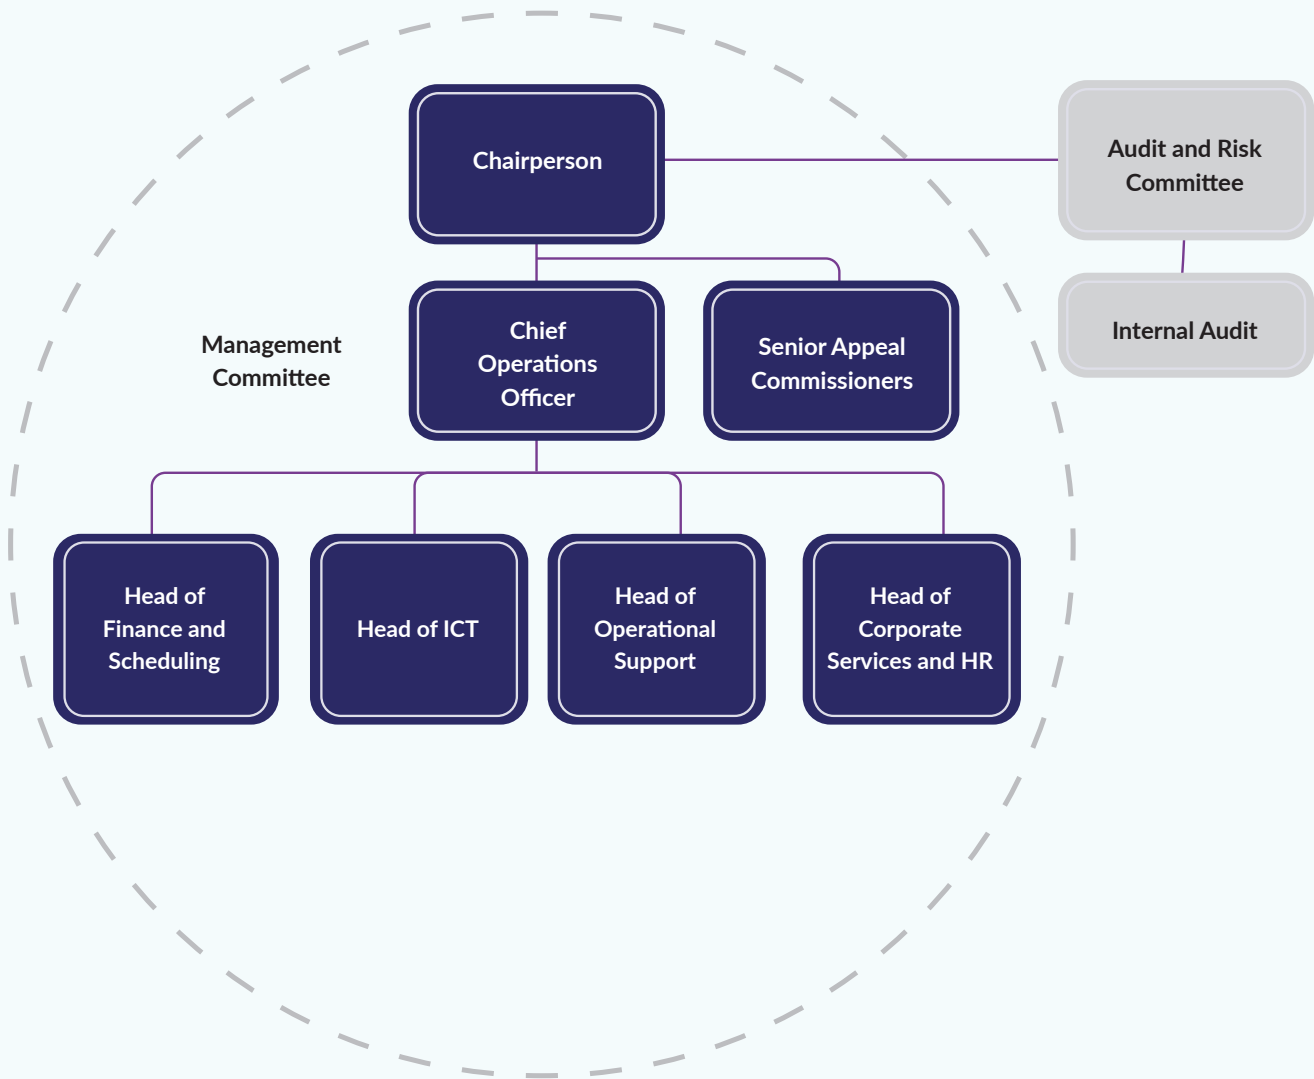 Chairperson
Audit and Risk
Committee
Management
Committee
Chief
Operations
Officer
Senior Appeal
Commissioners
Internal Audit
Head of
Finance and
Scheduling
Head of ICT
Head of
Operational
Support
Head of
Corporate
Services and HR